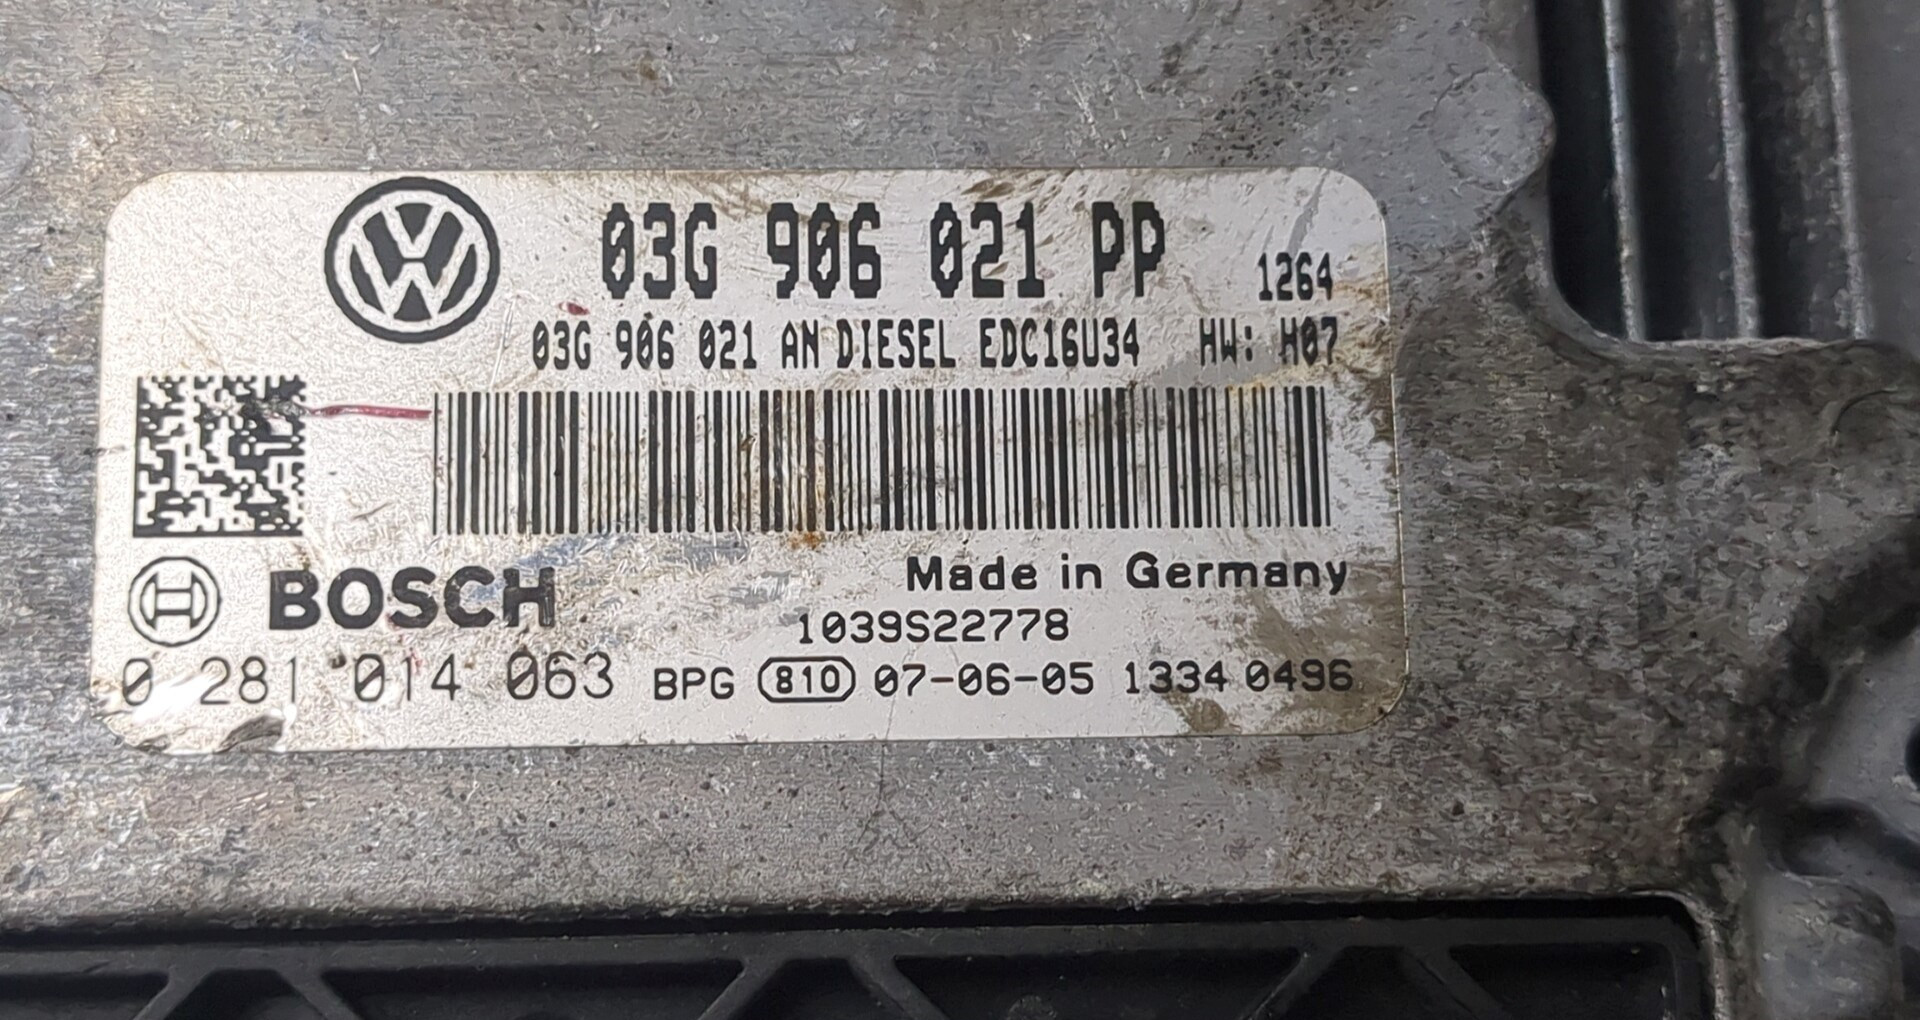 03G 906 021 PP 1264
03G 906 021 AN DIESEL EDC16U34 HW: H07
BOSCH
Made in Germany
1039S22778
0 281 014 063 BPG 810 07-06-05 1334 0496